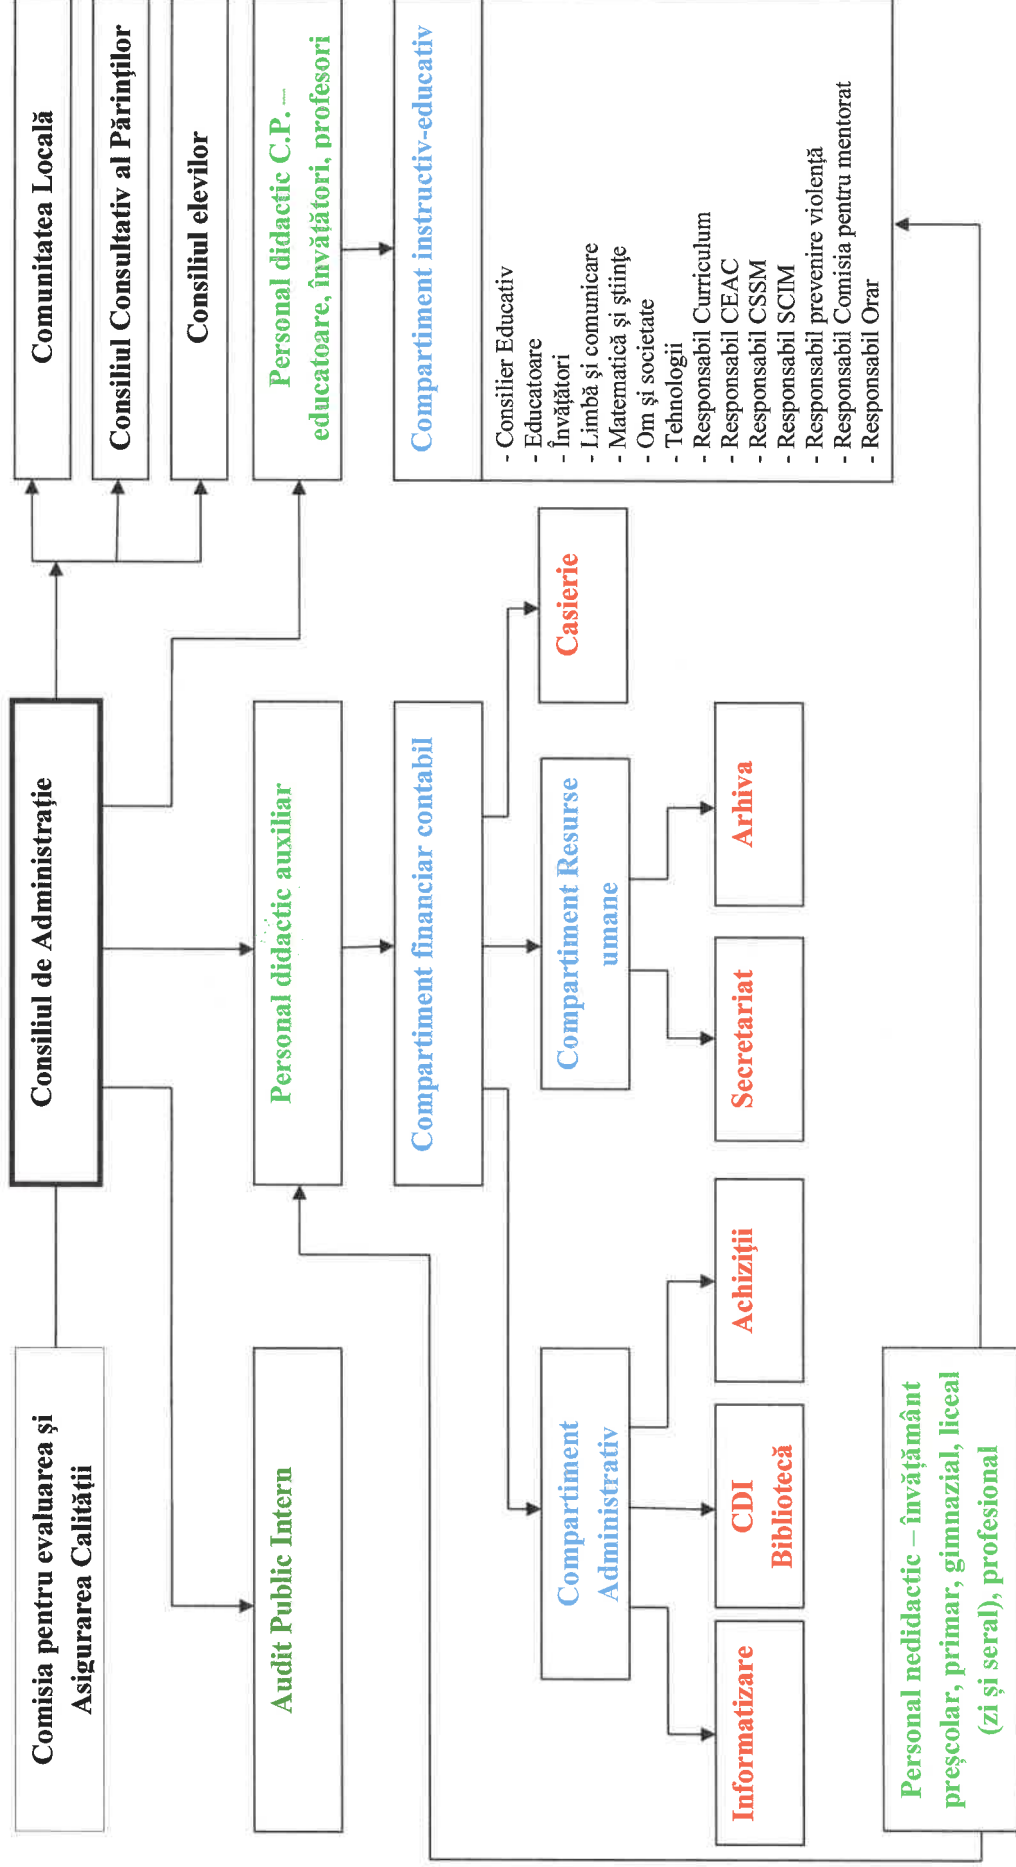 Comisia pentru evaluarea și
Asigurarea Calității
Consiliul de Administrație
Comunitatea Locală
Consiliul Consultativ al Părinților
Consiliul elevilor
Audit Public Intern
Personal didactic auxiliar
Personal didactic C.P. –
educatoare, învățători, profesori
Compartiment financiar contabil
Compartiment instructiv-educativ
- Consilier Educativ
- Educatoare
- Învățători
- Limbă și comunicare
- Matematică și științe
- Om și societate
- Tehnologii
- Responsabil Curriculum
- Responsabil CEAC
- Responsabil CSSM
- Responsabil SCIM
- Responsabil prevenire violență
- Responsabil Comisia pentru mentorat
- Responsabil Orar
Compartiment
Administrativ
Compartiment Resurse
umane
Casierie
Informatizare
CDI
Bibliotecă
Achiziții
Secretariat
Arhiva
Personal nedidactic – învățământ
preșcolar, primar, gimnazial, liceal
(zi și seral), profesional